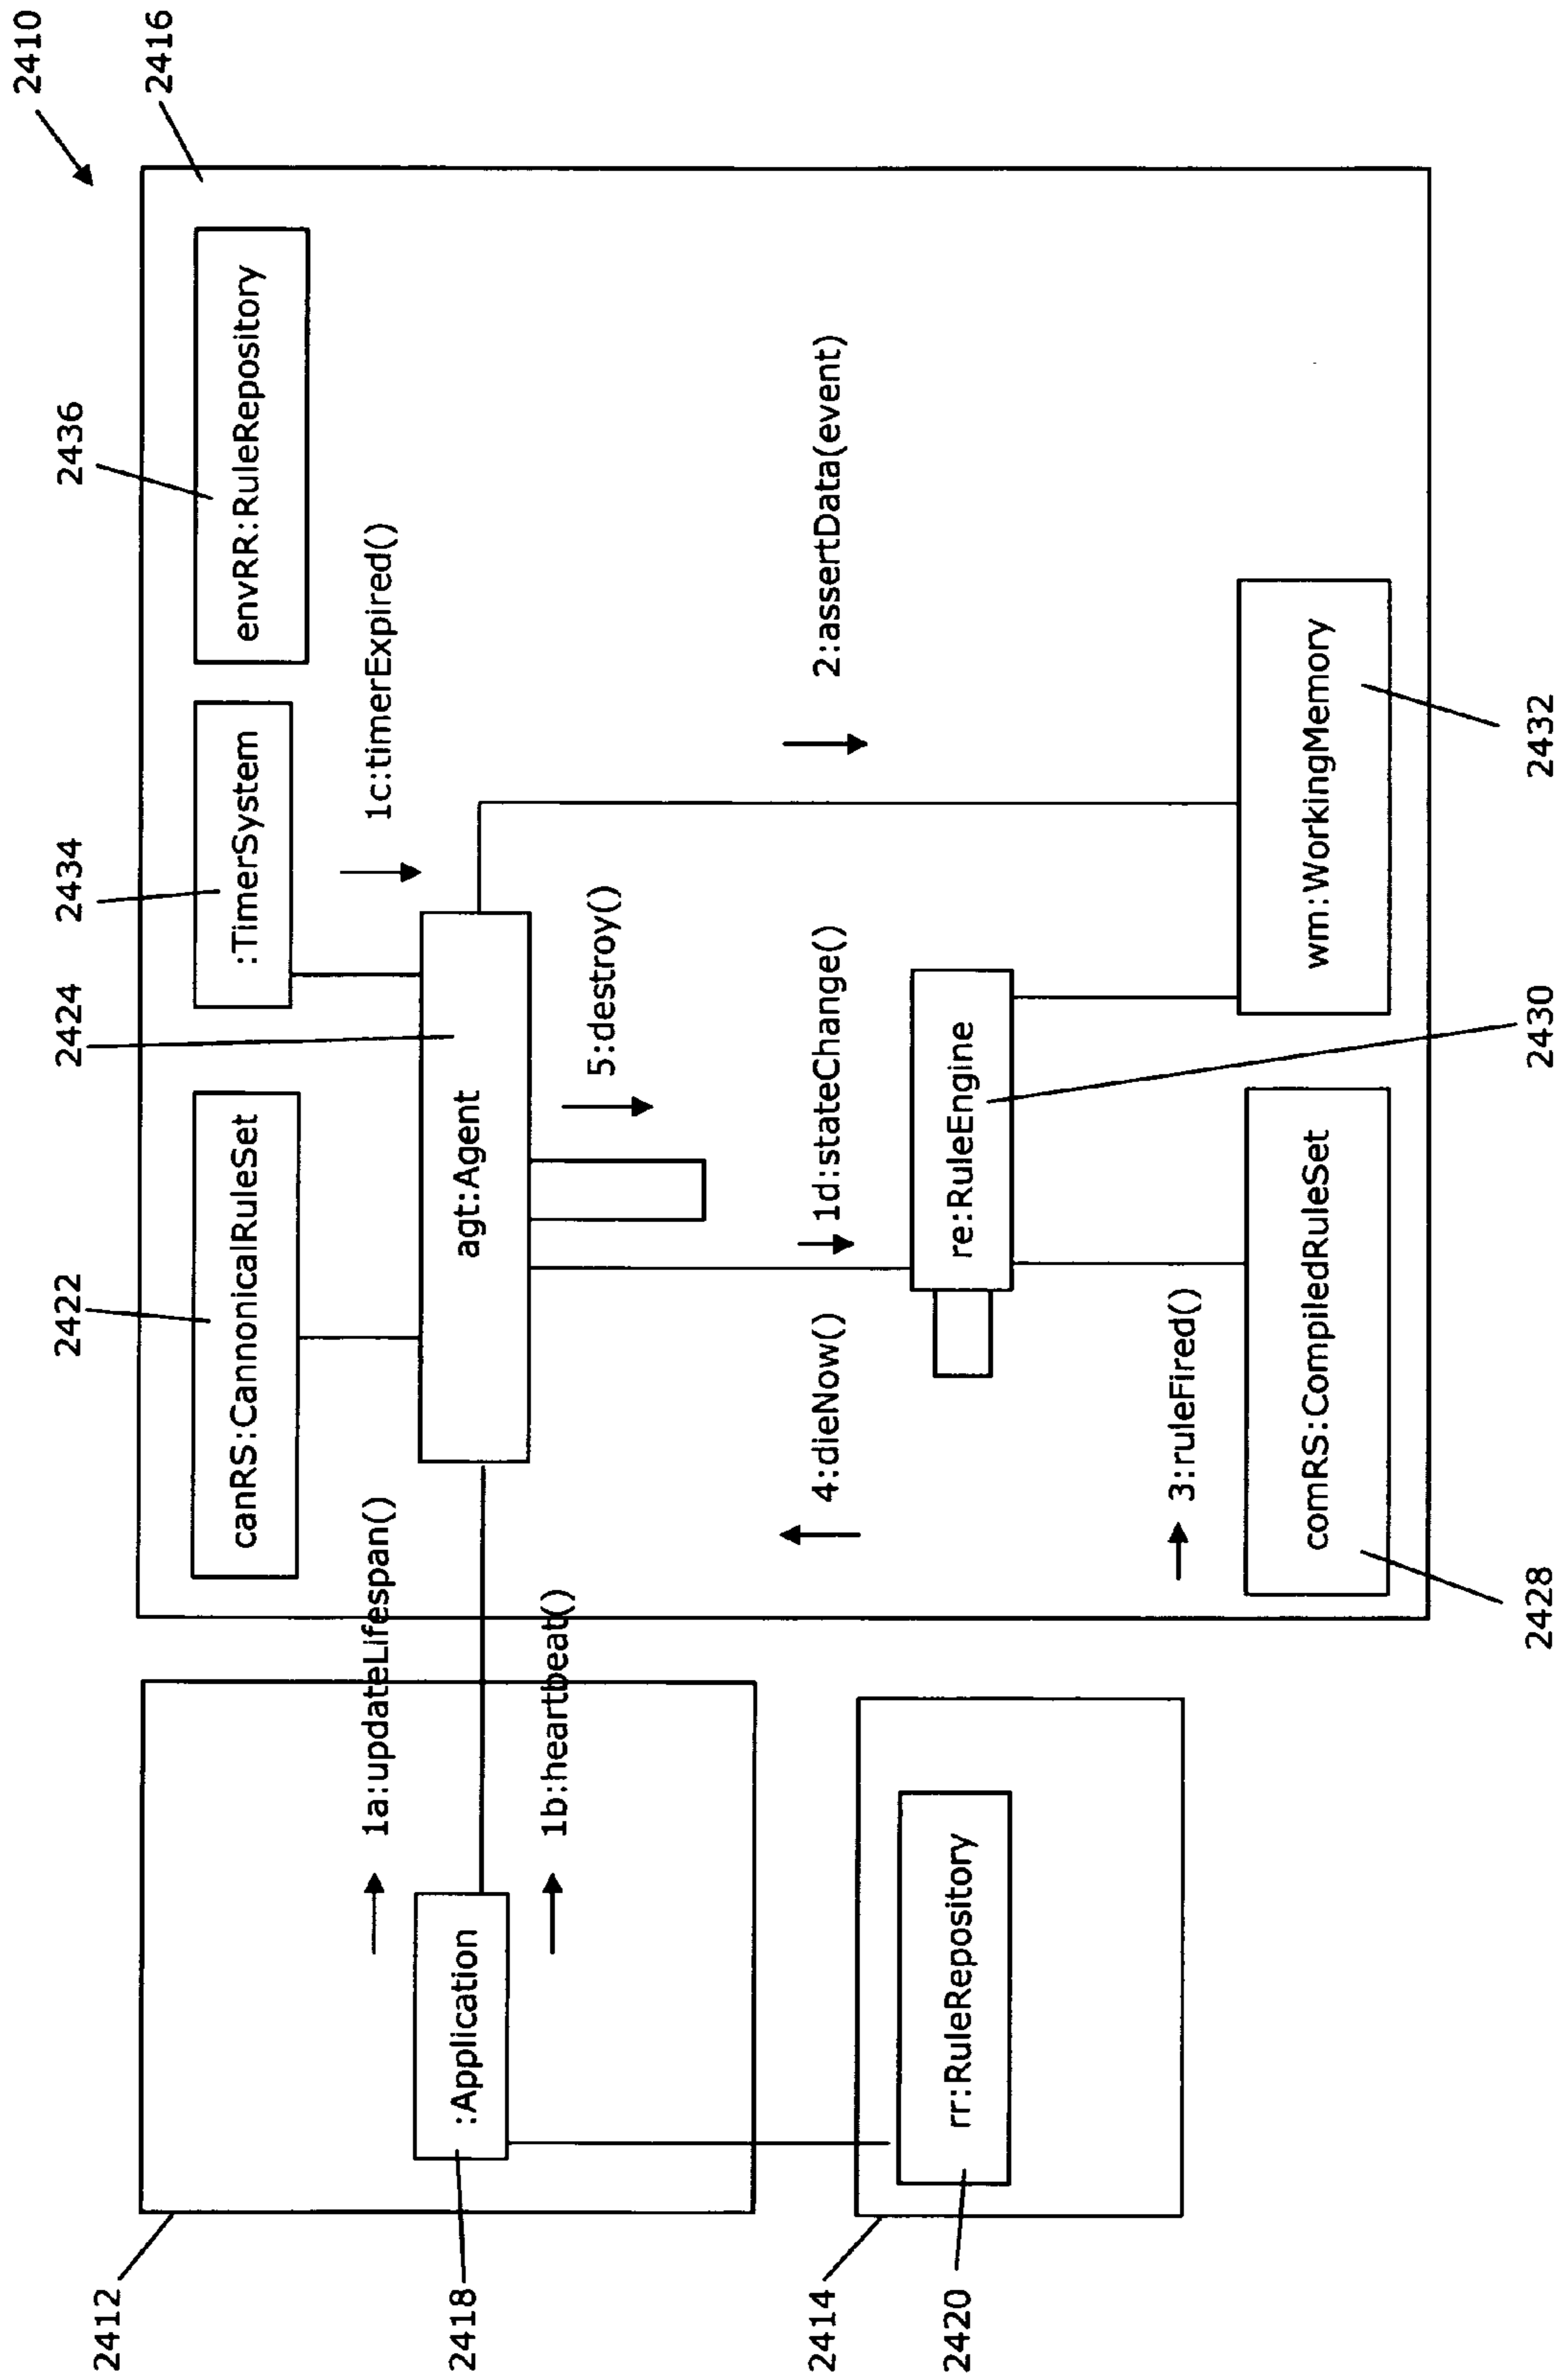 2410
2416
2436
2434
2424
2422
envRR:RuleRepository
:TimerSystem
canRS:CannonicalRuleSet
1c:timerExpired()
1a:updateLifespan()
agt:Agent
:Application
1b:heartbeat()
5:destroy()
2:assertData(event)
1d:stateChange()
4:dieNow()
re:RuleEngine
rr:RuleRepository
3:ruleFired()
wm:WorkingMemory
comRS:CompiledRuleSet
2412
2418
2414
2420
2428
2430
2432